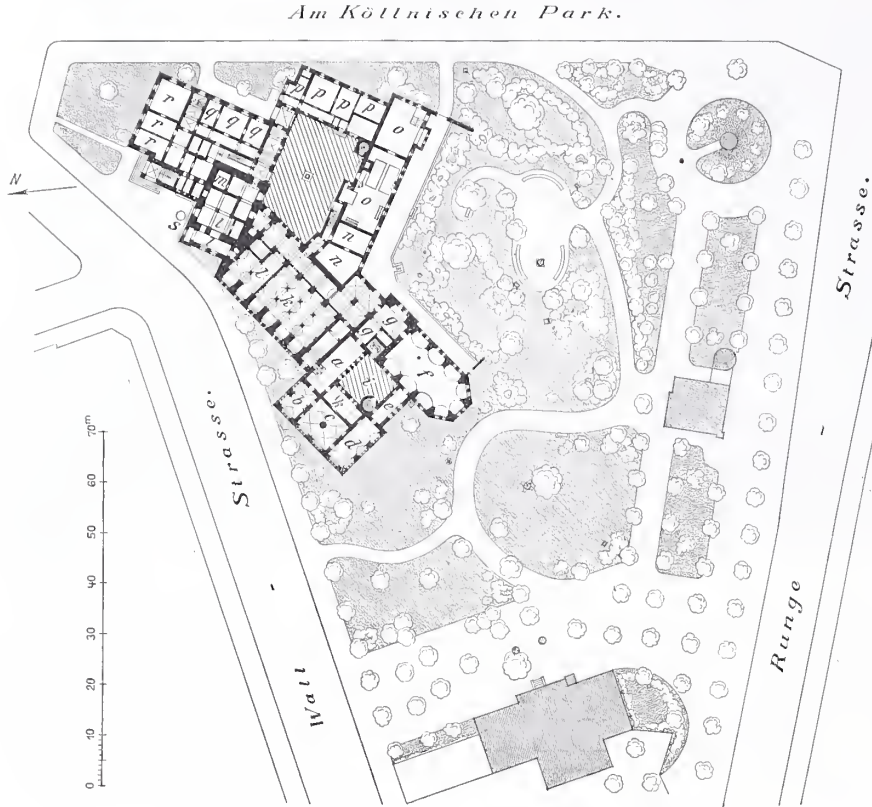 Am Köllnischen Park.
N
r
r
r
q
q
q
p
p
p
p
o
o
n
n
m
l
S
l
k
g
g
a
f
i
b
h
c
e
d
Wall - Strasse.
Runge - Strasse.
70m
60
50
40
30
20
10
0